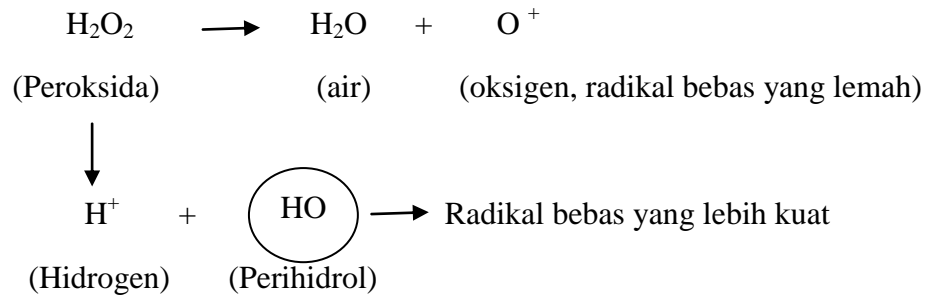 H₂O₂ → H₂O + O ⁺
(Peroksida) (air) (oksigen, radikal bebas yang lemah)
↓
H⁺ + HO → Radikal bebas yang lebih kuat
(Hidrogen) (Perihidrol)